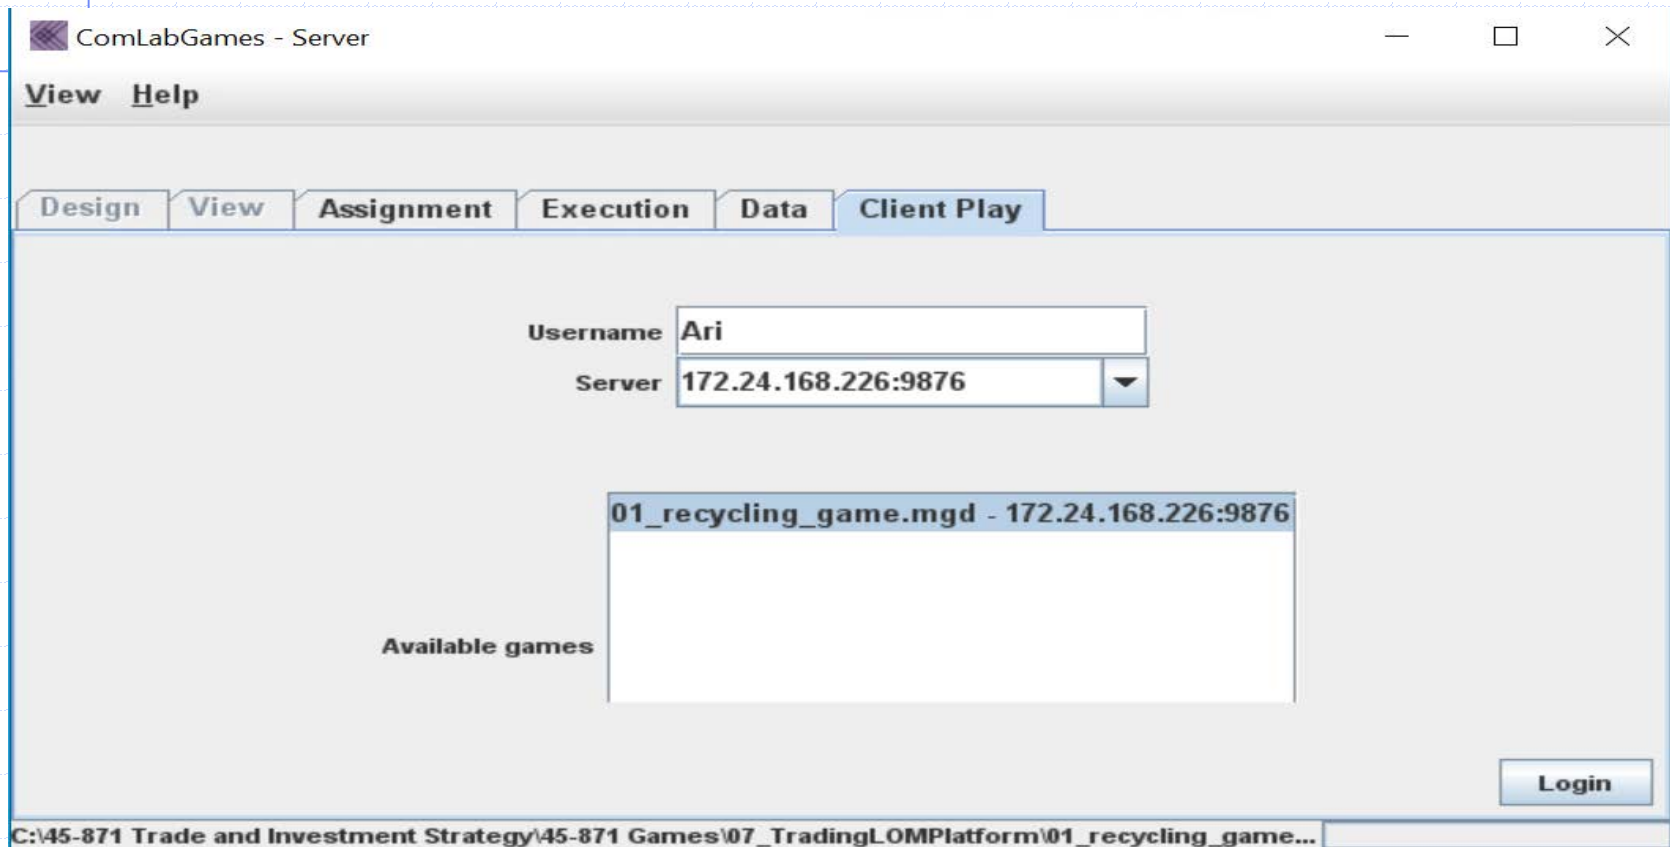 ComLabGames - Server
View Help
Design View Assignment Execution Data Client Play
Username Ari
Server 172.24.168.226:9876
01_recycling_game.mgd - 172.24.168.226:9876
Available games
Login
C:\45-871 Trade and Investment Strategy\45-871 Games\07_TradingLOMPlatform\01_recycling_game...